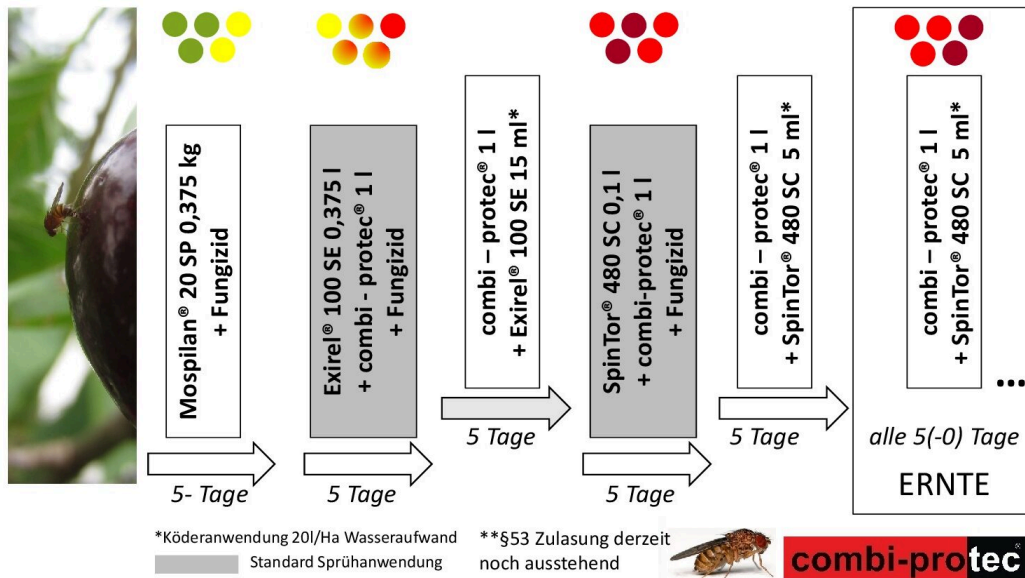 Mospilan® 20 SP 0,375 kg
+ Fungizid
5- Tage
Exirel® 100 SE 0,375 l
+ combi - protec® 1 l
+ Fungizid
5 Tage
combi – protec® 1 l
+ Exirel® 100 SE 15 ml*
5 Tage
SpinTor® 480 SC 0,1 l
+ combi-protec® 1 l
+ Fungizid
5 Tage
combi – protec® 1 l
+ SpinTor® 480 SC 5 ml*
5 Tage
combi – protec® 1 l
+ SpinTor® 480 SC 5 ml*
...
alle 5(-0) Tage
ERNTE
*Köderanwendung 20l/Ha Wasseraufwand
Standard Sprühanwendung
**§53 Zulassung derzeit
noch ausstehend
combi-protec®